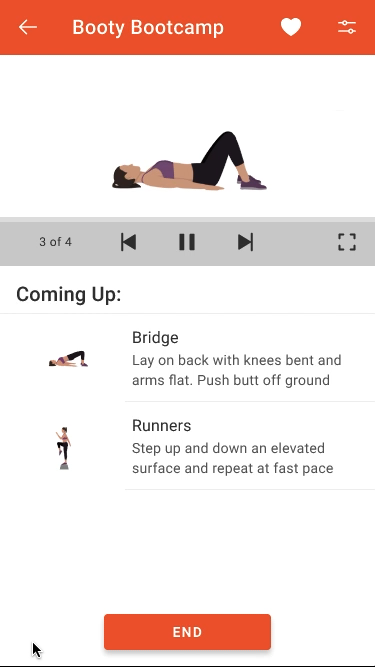 Booty Bootcamp
3 of 4
Coming Up:
Bridge
Lay on back with knees bent and
arms flat. Push butt off ground
Runners
Step up and down an elevated
surface and repeat at fast pace
END